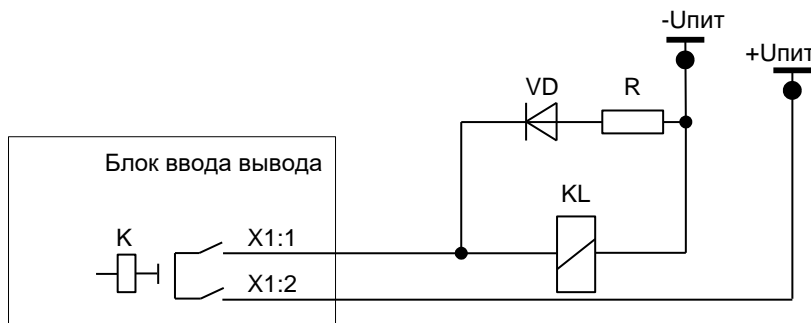 -Uпит
+Uпит
VD
R
Блок ввода вывода
KL
K
X1:1
X1:2